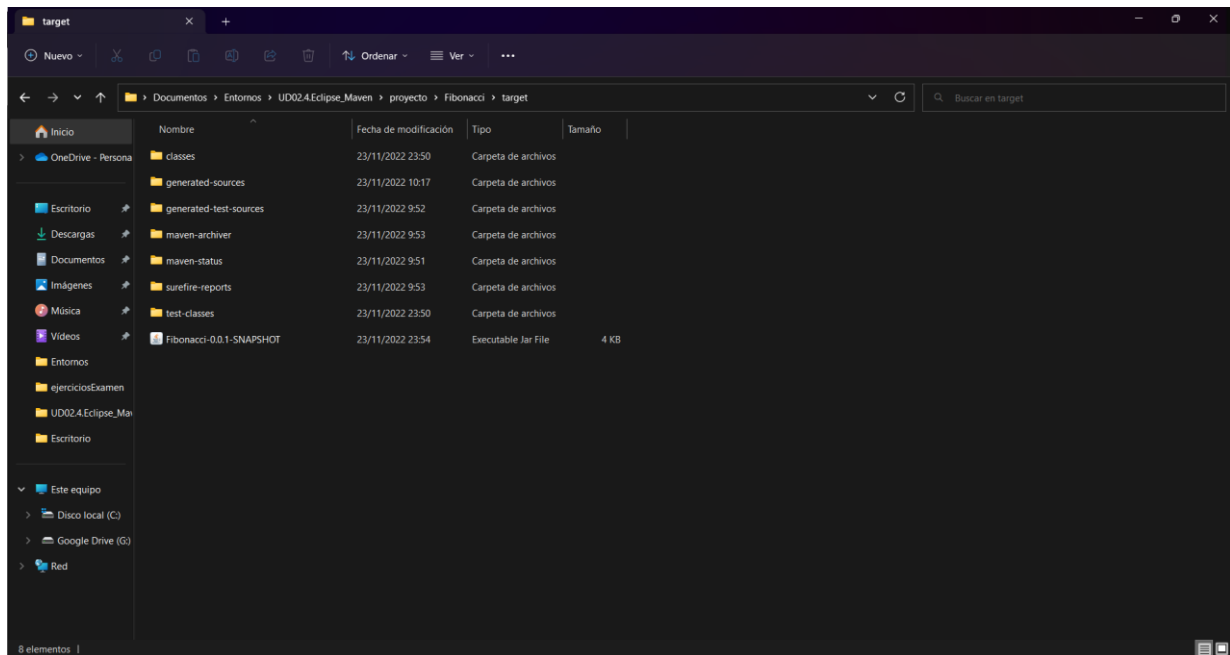 target
Nuevo
Ordenar
Ver
Documentos > Entornos > UD02.4.Eclipse_Maven > proyecto > Fibonacci > target
Buscar en target
Inicio
OneDrive - Persona
Escritorio
Descargas
Documentos
Imágenes
Música
Vídeos
Entornos
ejerciciosExamen
UD02.4.Eclipse_Mav
Escritorio
Este equipo
Disco local (C:)
Google Drive (G:)
Red
Nombre Fecha de modificación Tipo Tamaño
classes 23/11/2022 23:50 Carpeta de archivos
generated-sources 23/11/2022 10:17 Carpeta de archivos
generated-test-sources 23/11/2022 9:52 Carpeta de archivos
maven-archiver 23/11/2022 9:53 Carpeta de archivos
maven-status 23/11/2022 9:51 Carpeta de archivos
surefire-reports 23/11/2022 9:53 Carpeta de archivos
test-classes 23/11/2022 23:50 Carpeta de archivos
Fibonacci-0.0.1-SNAPSHOT 23/11/2022 23:54 Executable Jar File 4 KB
8 elementos